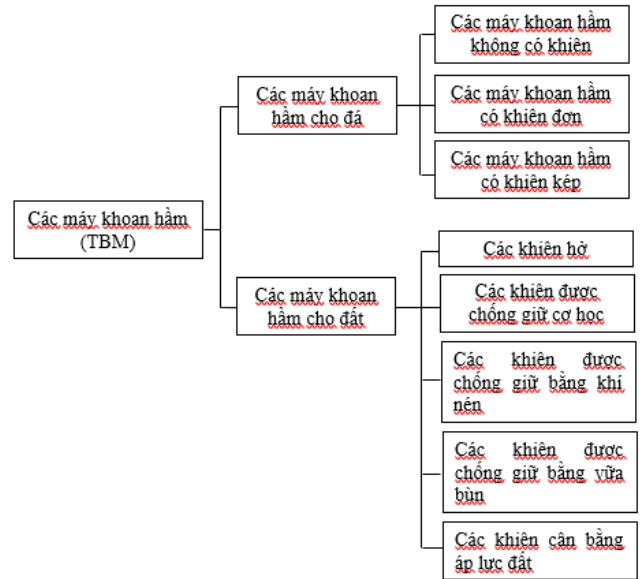 Các máy khoan hầm
(TBM)
Các máy khoan
hầm cho đá
Các máy khoan hầm
không có khiên
Các máy khoan hầm
có khiên đơn
Các máy khoan hầm
có khiên kép
Các máy khoan
hầm cho đất
Các khiên hở
Các khiên được
chống giữ cơ học
Các khiên được
chống giữ bằng khí
nén
Các khiên được
chống giữ bằng vữa
bùn
Các khiên cân bằng
áp lực đất